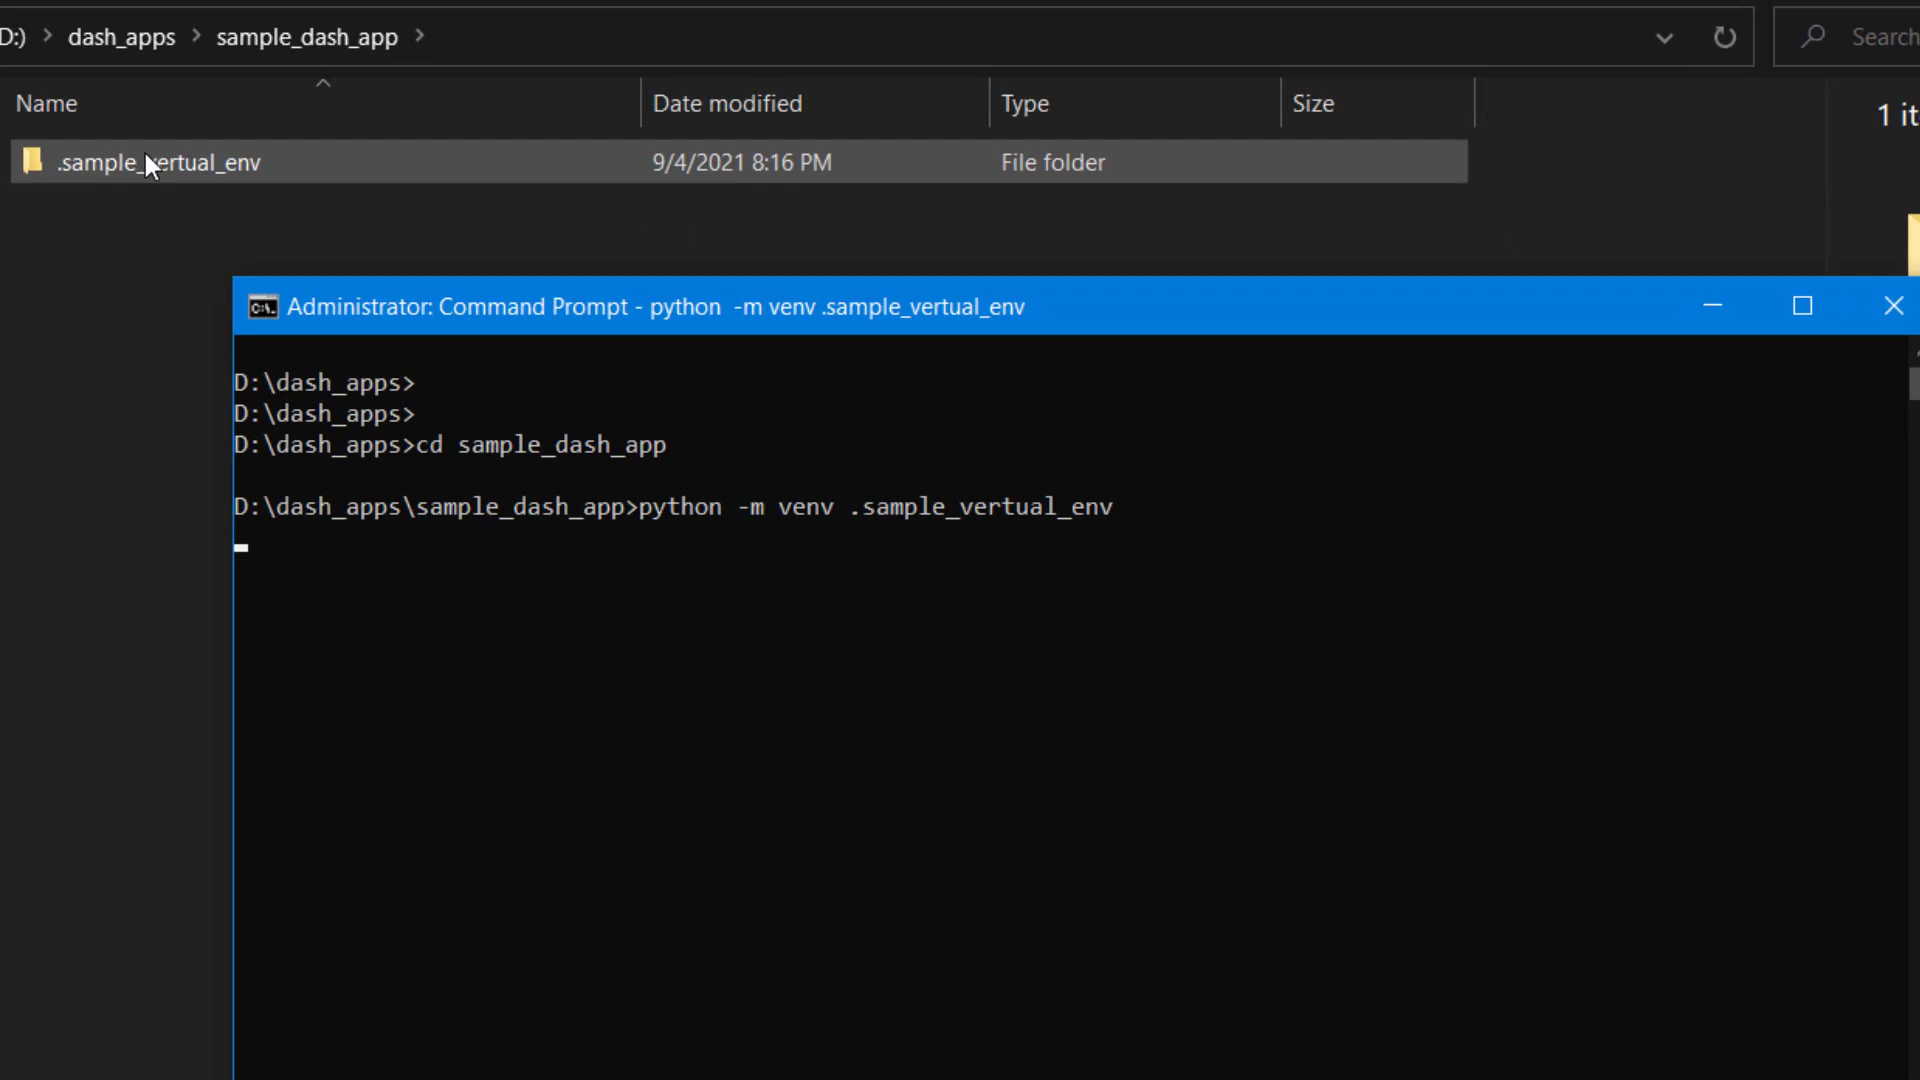 D:) > dash_apps > sample_dash_app >
Search
Name Date modified Type Size
1 it
.sample_vertual_env 9/4/2021 8:16 PM File folder
Administrator: Command Prompt - python  -m venv .sample_vertual_env
D:\dash_apps>
D:\dash_apps>
D:\dash_apps>cd sample_dash_app
D:\dash_apps\sample_dash_app>python -m venv .sample_vertual_env